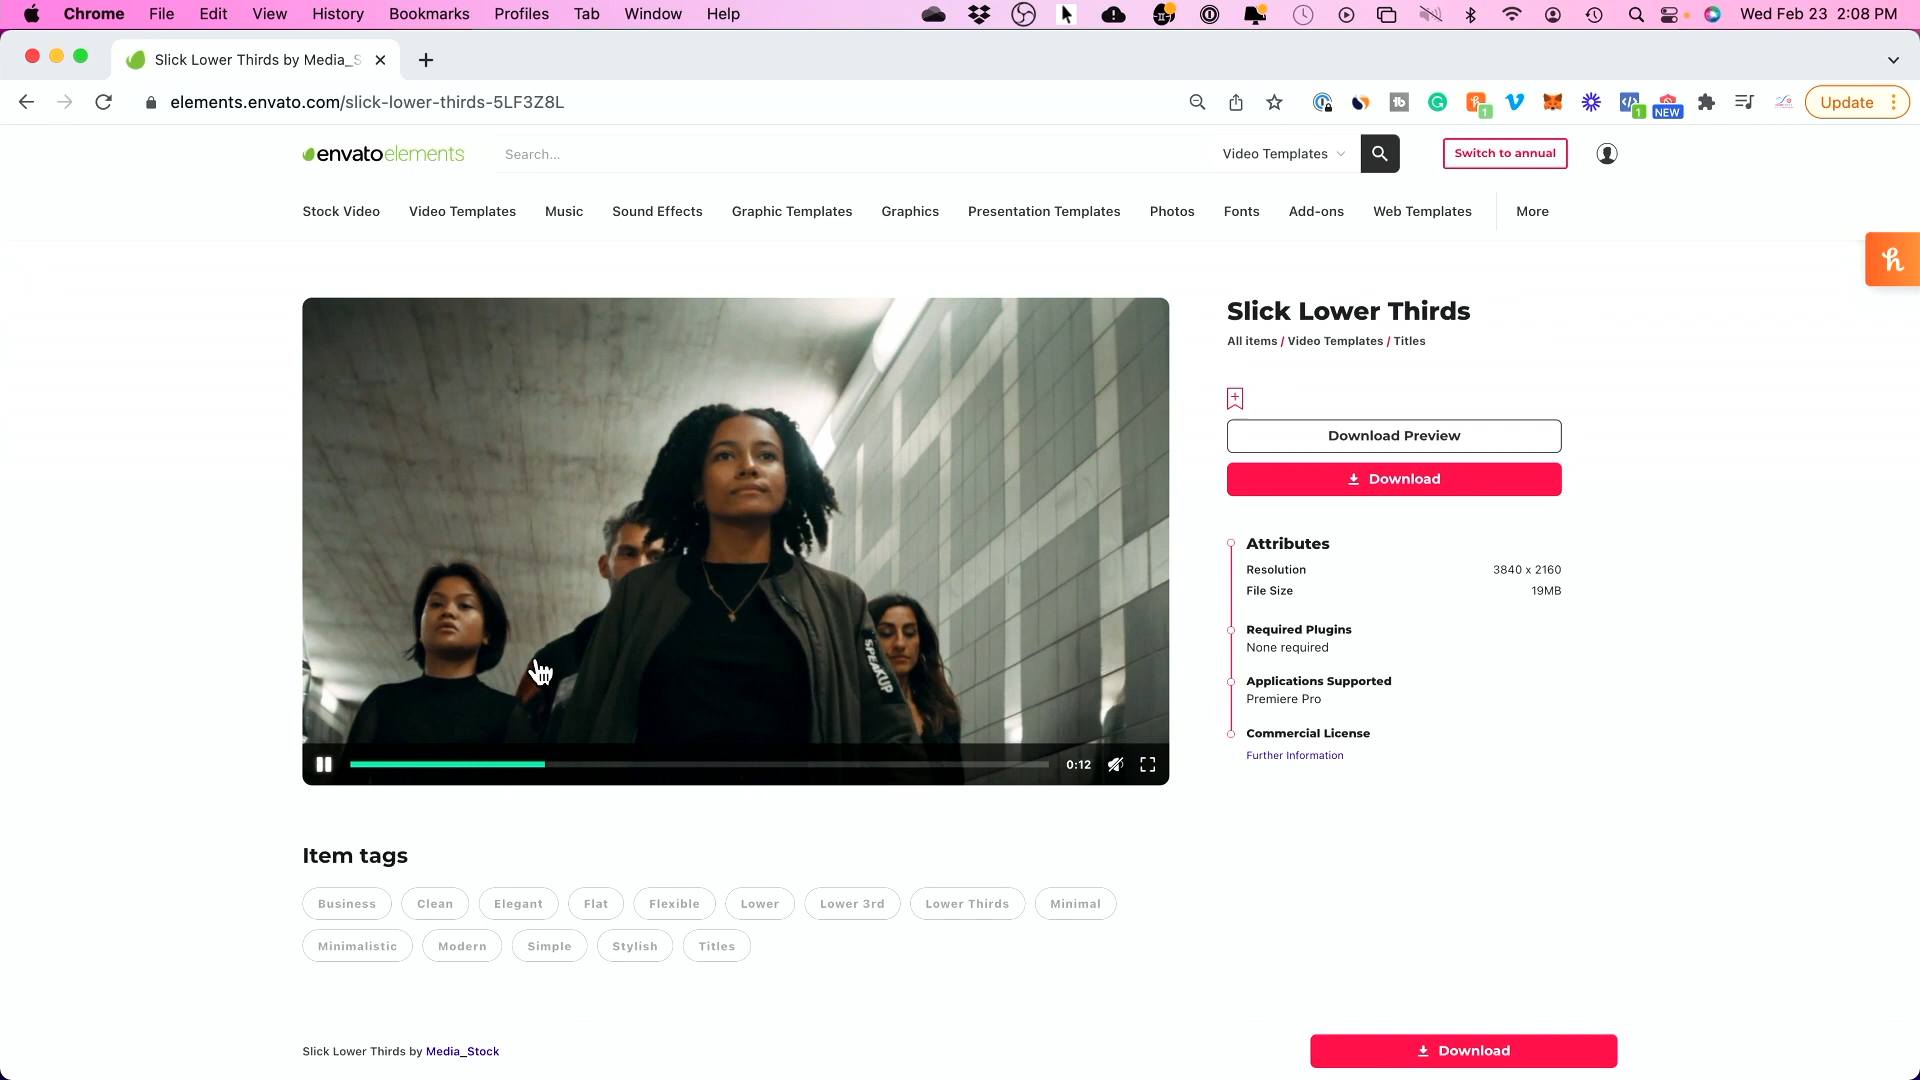 Chrome File Edit View History Bookmarks Profiles Tab Window Help Wed Feb 23 2:08 PM
Slick Lower Thirds by Media_S
elements.envato.com/slick-lower-thirds-5LF3Z8L 1 1 NEW Update
envatoelements Search... Video Templates Switch to annual
Stock Video Video Templates Music Sound Effects Graphic Templates Graphics Presentation Templates Photos Fonts Add-ons Web Templates More
Slick Lower Thirds
All items / Video Templates / Titles
Download Preview
Download
Attributes
Resolution 3840 x 2160
File Size 19MB
Required Plugins
None required
Applications Supported
Premiere Pro
Commercial License
Further Information
SPEAKUP
0:12
Item tags
Business Clean Elegant Flat Flexible Lower Lower 3rd Lower Thirds Minimal
Minimalistic Modern Simple Stylish Titles
Slick Lower Thirds by Media_Stock Download